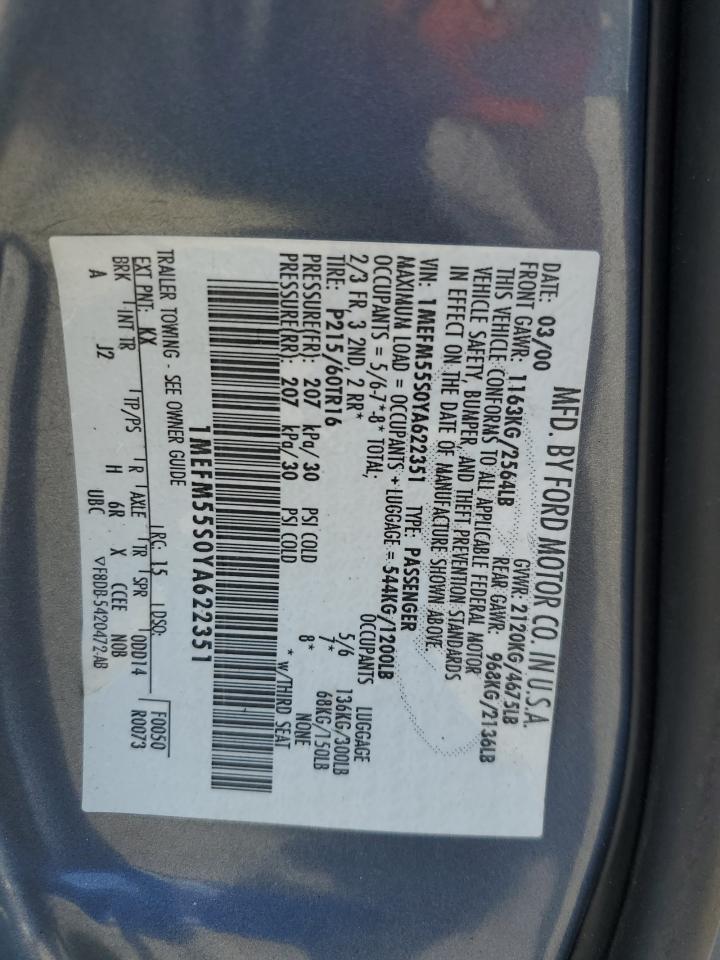 MFD. BY FORD MOTOR CO. IN U.S.A.
DATE: 03/00 GVWR: 2120KG/4675LB
FRONT GAWR: 1163KG/2564LB REAR GAWR: 968KG/2136LB
THIS VEHICLE CONFORMS TO ALL APPLICABLE FEDERAL MOTOR
VEHICLE SAFETY, BUMPER, AND THEFT PREVENTION STANDARDS
IN EFFECT ON THE DATE OF MANUFACTURE SHOWN ABOVE.
VIN: 1MEFM55S0YA622351 TYPE: PASSENGER
MAXIMUM LOAD = OCCUPANTS + LUGGAGE = 544KG/1200LB
OCCUPANTS = 5/6-7*-8* TOTAL; OCCUPANTS LUGGAGE
2/3 FR, 3 2ND, 2 RR* 5/6 136KG/300LB
TIRE: P215/60TR16 7* 68KG/150LB
PRESSURE(FR): 207 kPa/30 PSI COLD 8* NONE
PRESSURE(RR): 207 kPa/30 PSI COLD * w/THIRD SEAT
1MEFM55S0YA622351
TRAILER TOWING - SEE OWNER GUIDE
EXT PNT: KX RC: 15 DSO: F0050
BRK INT TR TP/PS R AXLE TR SPR ODD14 R0073
A J2 H 6R X CCEE N0B
UBC ▽F8DB-5420472-AB